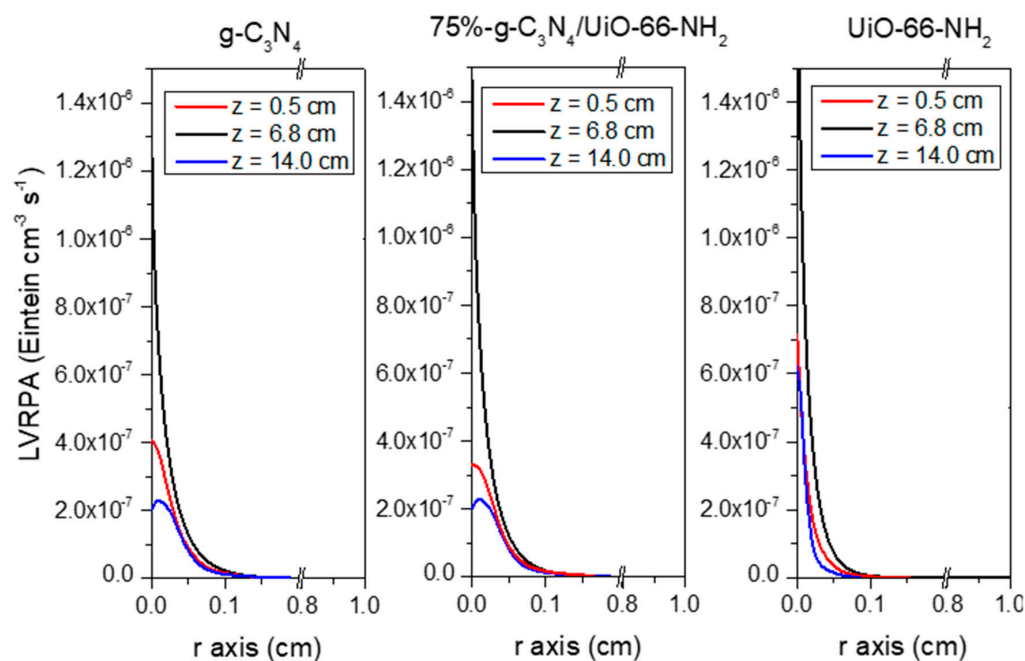 g-C₃N₄
75%-g-C₃N₄/UiO-66-NH₂
UiO-66-NH₂
LVRPA (Eintein cm⁻³ s⁻¹)
1.4x10⁻⁶
1.2x10⁻⁶
1.0x10⁻⁶
8.0x10⁻⁷
6.0x10⁻⁷
4.0x10⁻⁷
2.0x10⁻⁷
0.0
z = 0.5 cm
z = 6.8 cm
z = 14.0 cm
0.0 0.1 1.0
r axis (cm)
1.4x10⁻⁶
1.2x10⁻⁶
1.0x10⁻⁶
8.0x10⁻⁷
6.0x10⁻⁷
4.0x10⁻⁷
2.0x10⁻⁷
0.0
z = 0.5 cm
z = 6.8 cm
z = 14.0 cm
0.0 0.1 1.0
r axis (cm)
1.4x10⁻⁶
1.2x10⁻⁶
1.0x10⁻⁶
8.0x10⁻⁷
6.0x10⁻⁷
4.0x10⁻⁷
2.0x10⁻⁷
0.0
z = 0.5 cm
z = 6.8 cm
z = 14.0 cm
0.0 0.1 1.0
r axis (cm)